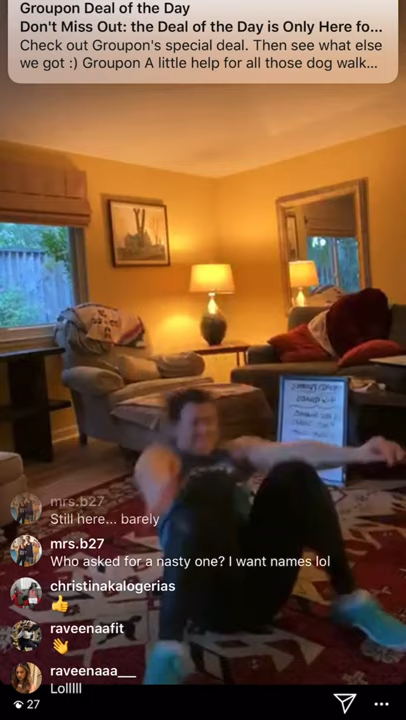 Groupon Deal of the Day
Don't Miss Out: the Deal of the Day is Only Here fo...
Check out Groupon's special deal. Then see what else
we got :) Groupon A little help for all those dog walk...
mrs.b27
Still here... barely
mrs.b27
Who asked for a nasty one? I want names lol
christinakalogerias
👍
raveenaafit
👋
raveenaaa___
Lolllll
27